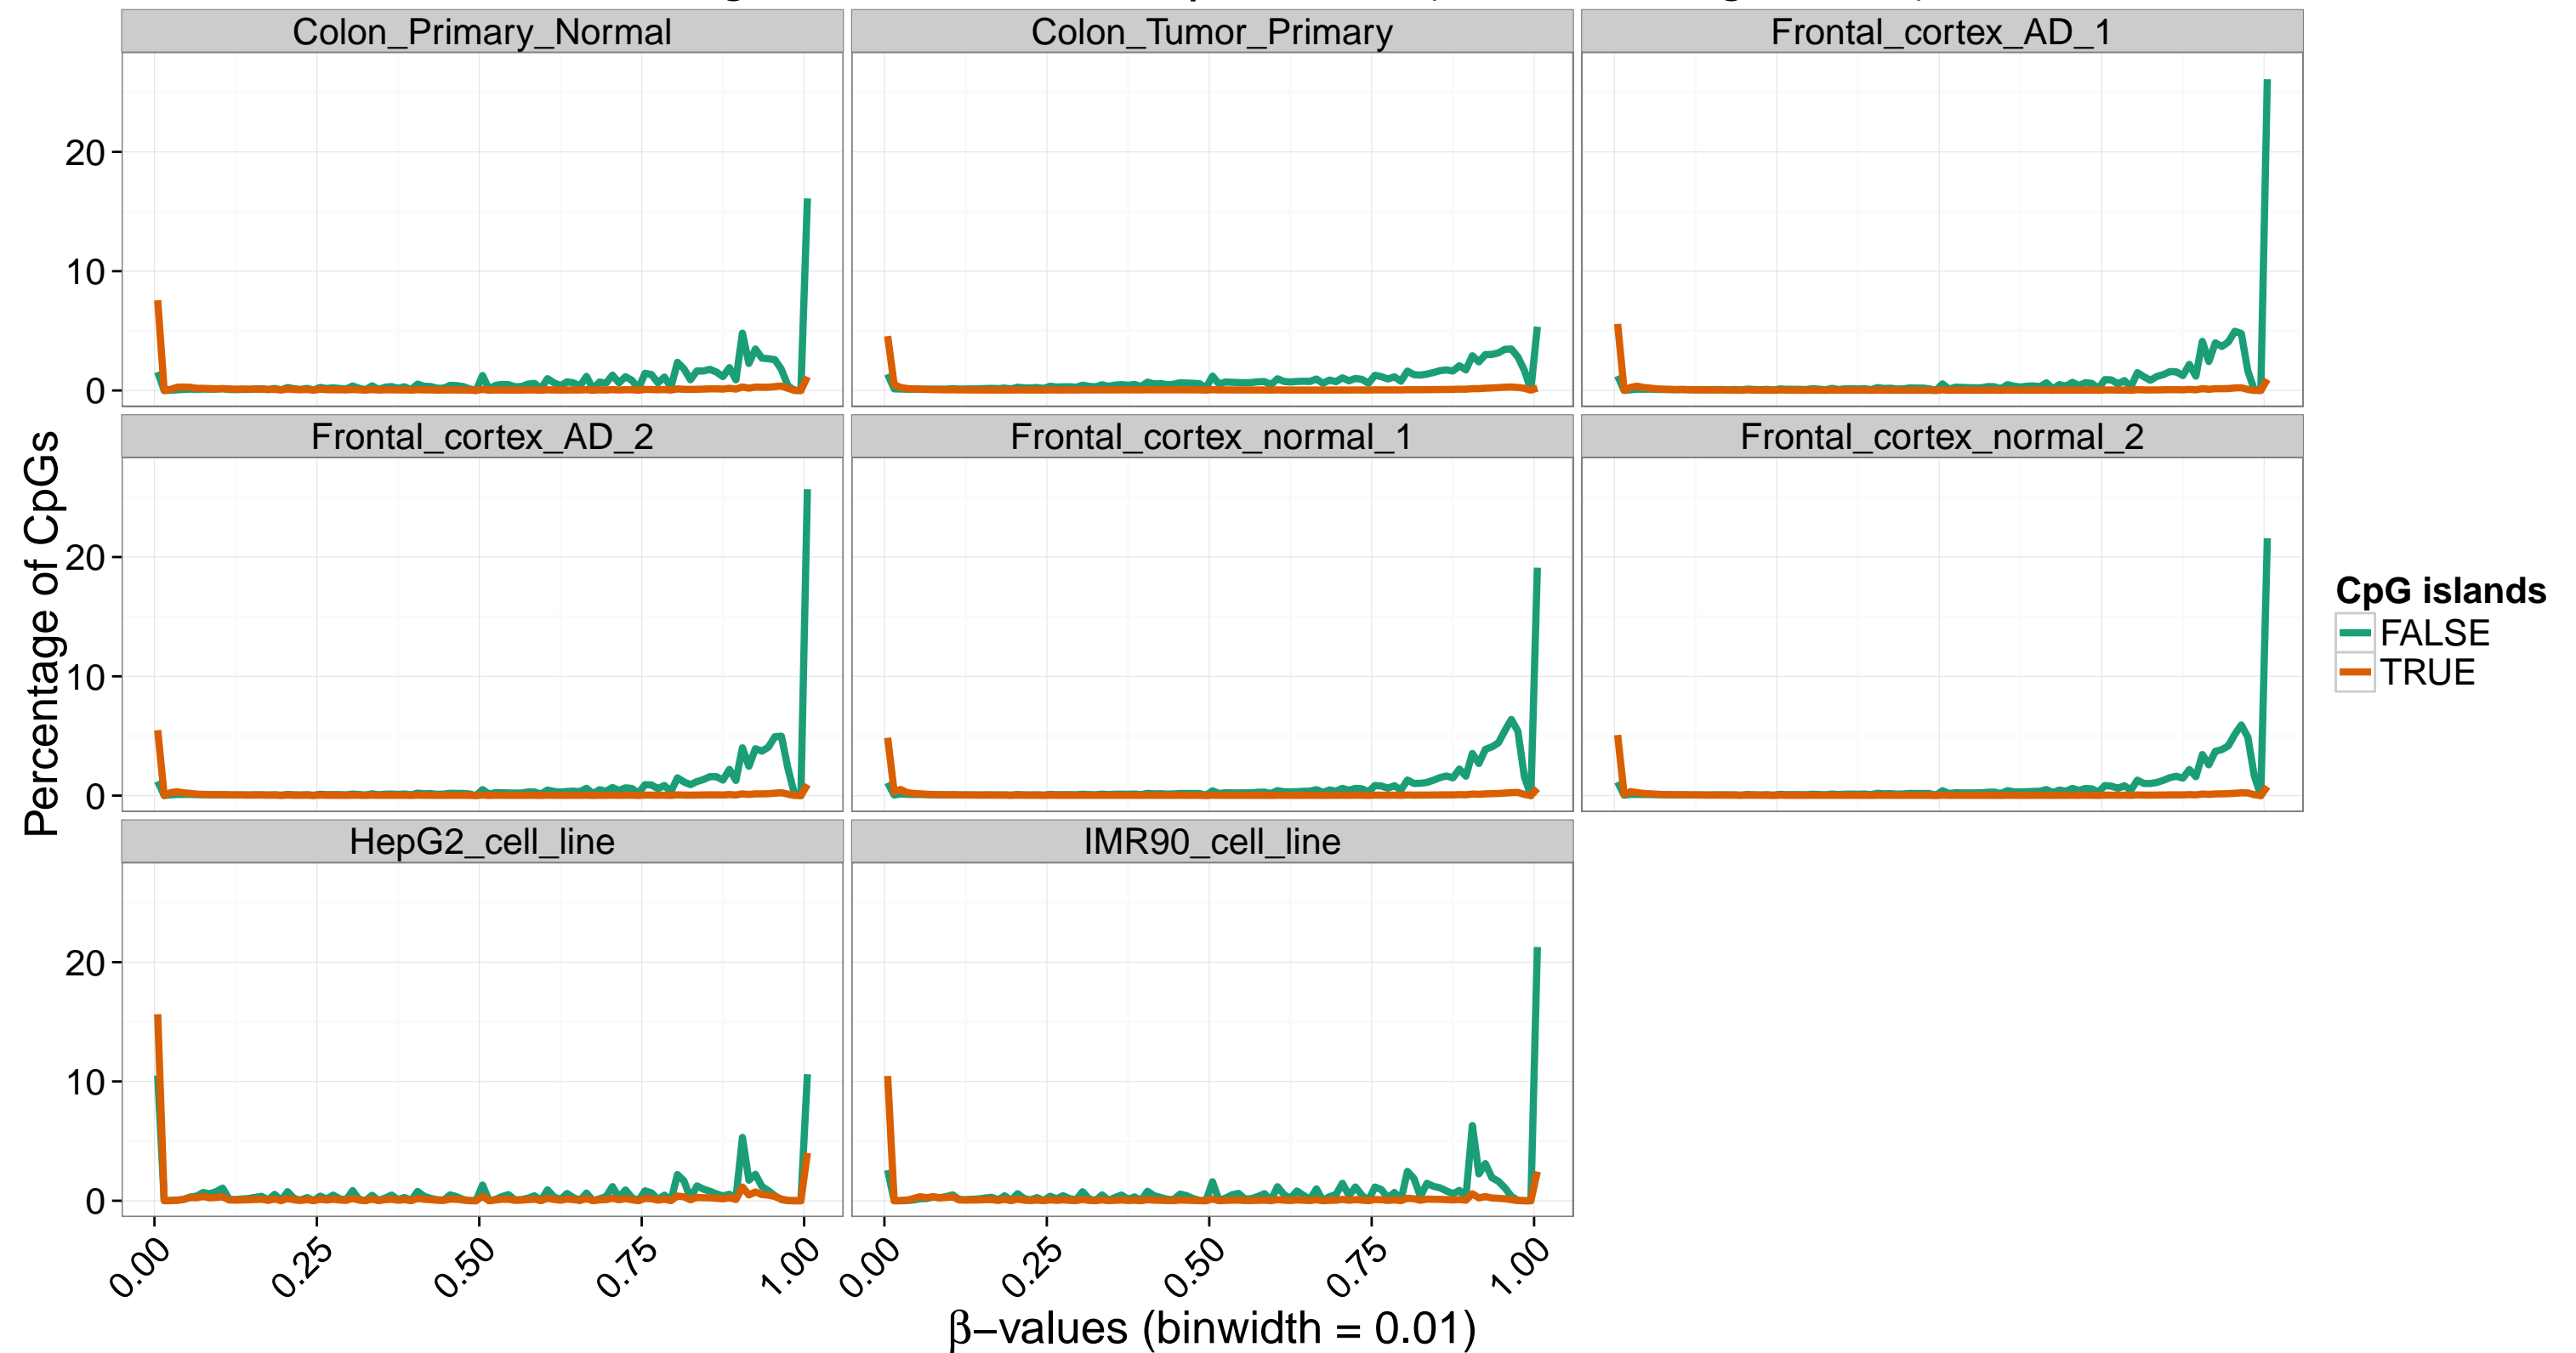 Colon_Primary_Normal
Colon_Tumor_Primary
Frontal_cortex_AD_1
20
10
0
Frontal_cortex_AD_2
Frontal_cortex_normal_1
Frontal_cortex_normal_2
Percentage of CpGs
20
10
0
CpG islands
FALSE
TRUE
HepG2_cell_line
IMR90_cell_line
20
10
0
0.00
0.25
0.50
0.75
1.00
0.00
0.25
0.50
0.75
1.00
β−values (binwidth = 0.01)